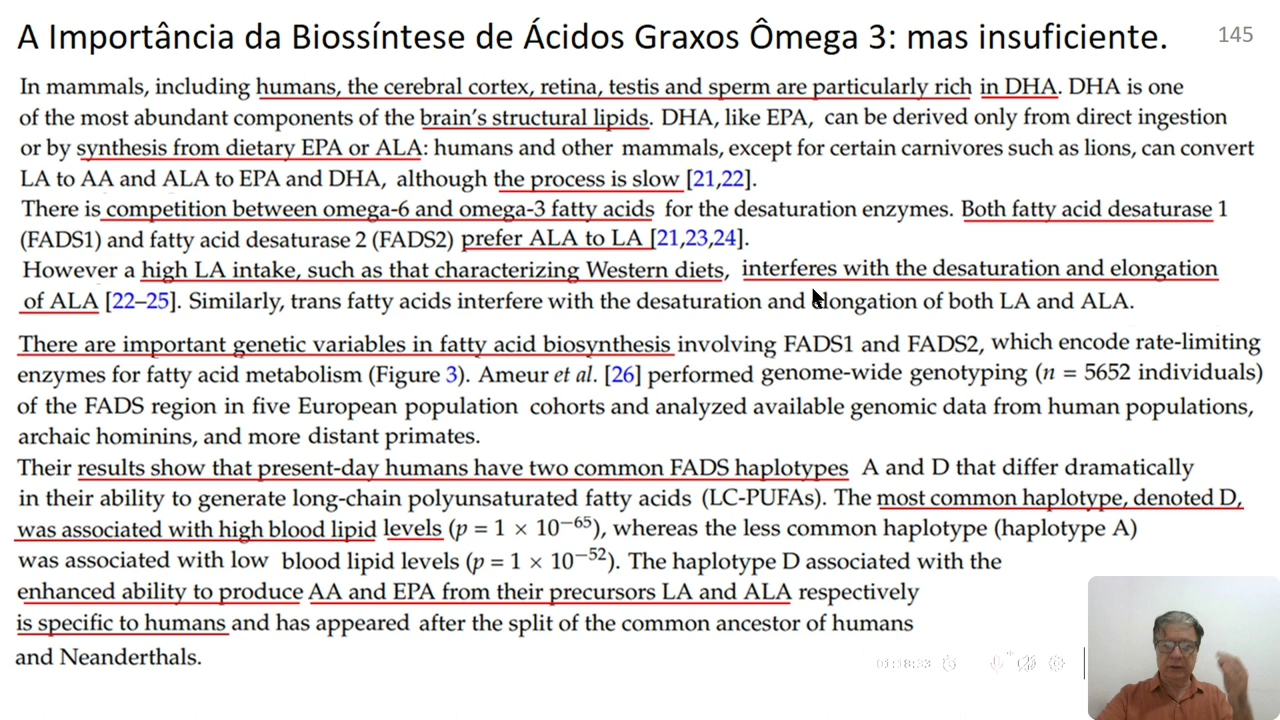 A Importância da Biossíntese de Ácidos Graxos Ômega 3: mas insuficiente.
145
In mammals, including humans, the cerebral cortex, retina, testis and sperm are particularly rich in DHA. DHA is one
of the most abundant components of the brain's structural lipids. DHA, like EPA, can be derived only from direct ingestion
or by synthesis from dietary EPA or ALA: humans and other mammals, except for certain carnivores such as lions, can convert
LA to AA and ALA to EPA and DHA, although the process is slow [21,22].
There is competition between omega-6 and omega-3 fatty acids for the desaturation enzymes. Both fatty acid desaturase 1
(FADS1) and fatty acid desaturase 2 (FADS2) prefer ALA to LA [21,23,24].
However a high LA intake, such as that characterizing Western diets, interferes with the desaturation and elongation
of ALA [22–25]. Similarly, trans fatty acids interfere with the desaturation and elongation of both LA and ALA.
There are important genetic variables in fatty acid biosynthesis involving FADS1 and FADS2, which encode rate-limiting
enzymes for fatty acid metabolism (Figure 3). Ameur et al. [26] performed genome-wide genotyping (n = 5652 individuals)
of the FADS region in five European population cohorts and analyzed available genomic data from human populations,
archaic hominins, and more distant primates.
Their results show that present-day humans have two common FADS haplotypes A and D that differ dramatically
in their ability to generate long-chain polyunsaturated fatty acids (LC-PUFAs). The most common haplotype, denoted D,
was associated with high blood lipid levels (p = 1 × 10−65), whereas the less common haplotype (haplotype A)
was associated with low blood lipid levels (p = 1 × 10−52). The haplotype D associated with the
enhanced ability to produce AA and EPA from their precursors LA and ALA respectively
is specific to humans and has appeared after the split of the common ancestor of humans
and Neanderthals.
01:18:33